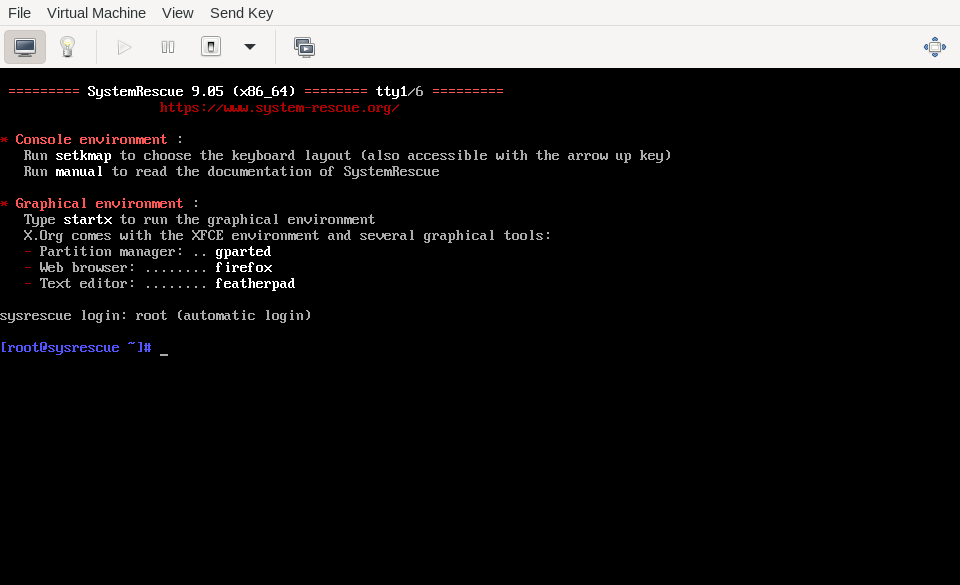 File Virtual Machine View Send Key
========= SystemRescue 9.05 (x86_64) ======== tty1/6 =========
https://www.system-rescue.org/
* Console environment :
Run setkmap to choose the keyboard layout (also accessible with the arrow up key)
Run manual to read the documentation of SystemRescue
* Graphical environment :
Type startx to run the graphical environment
X.Org comes with the XFCE environment and several graphical tools:
- Partition manager: .. gparted
- Web browser: ........ firefox
- Text editor: ........ featherpad
sysrescue login: root (automatic login)
[root@sysrescue ~]# _